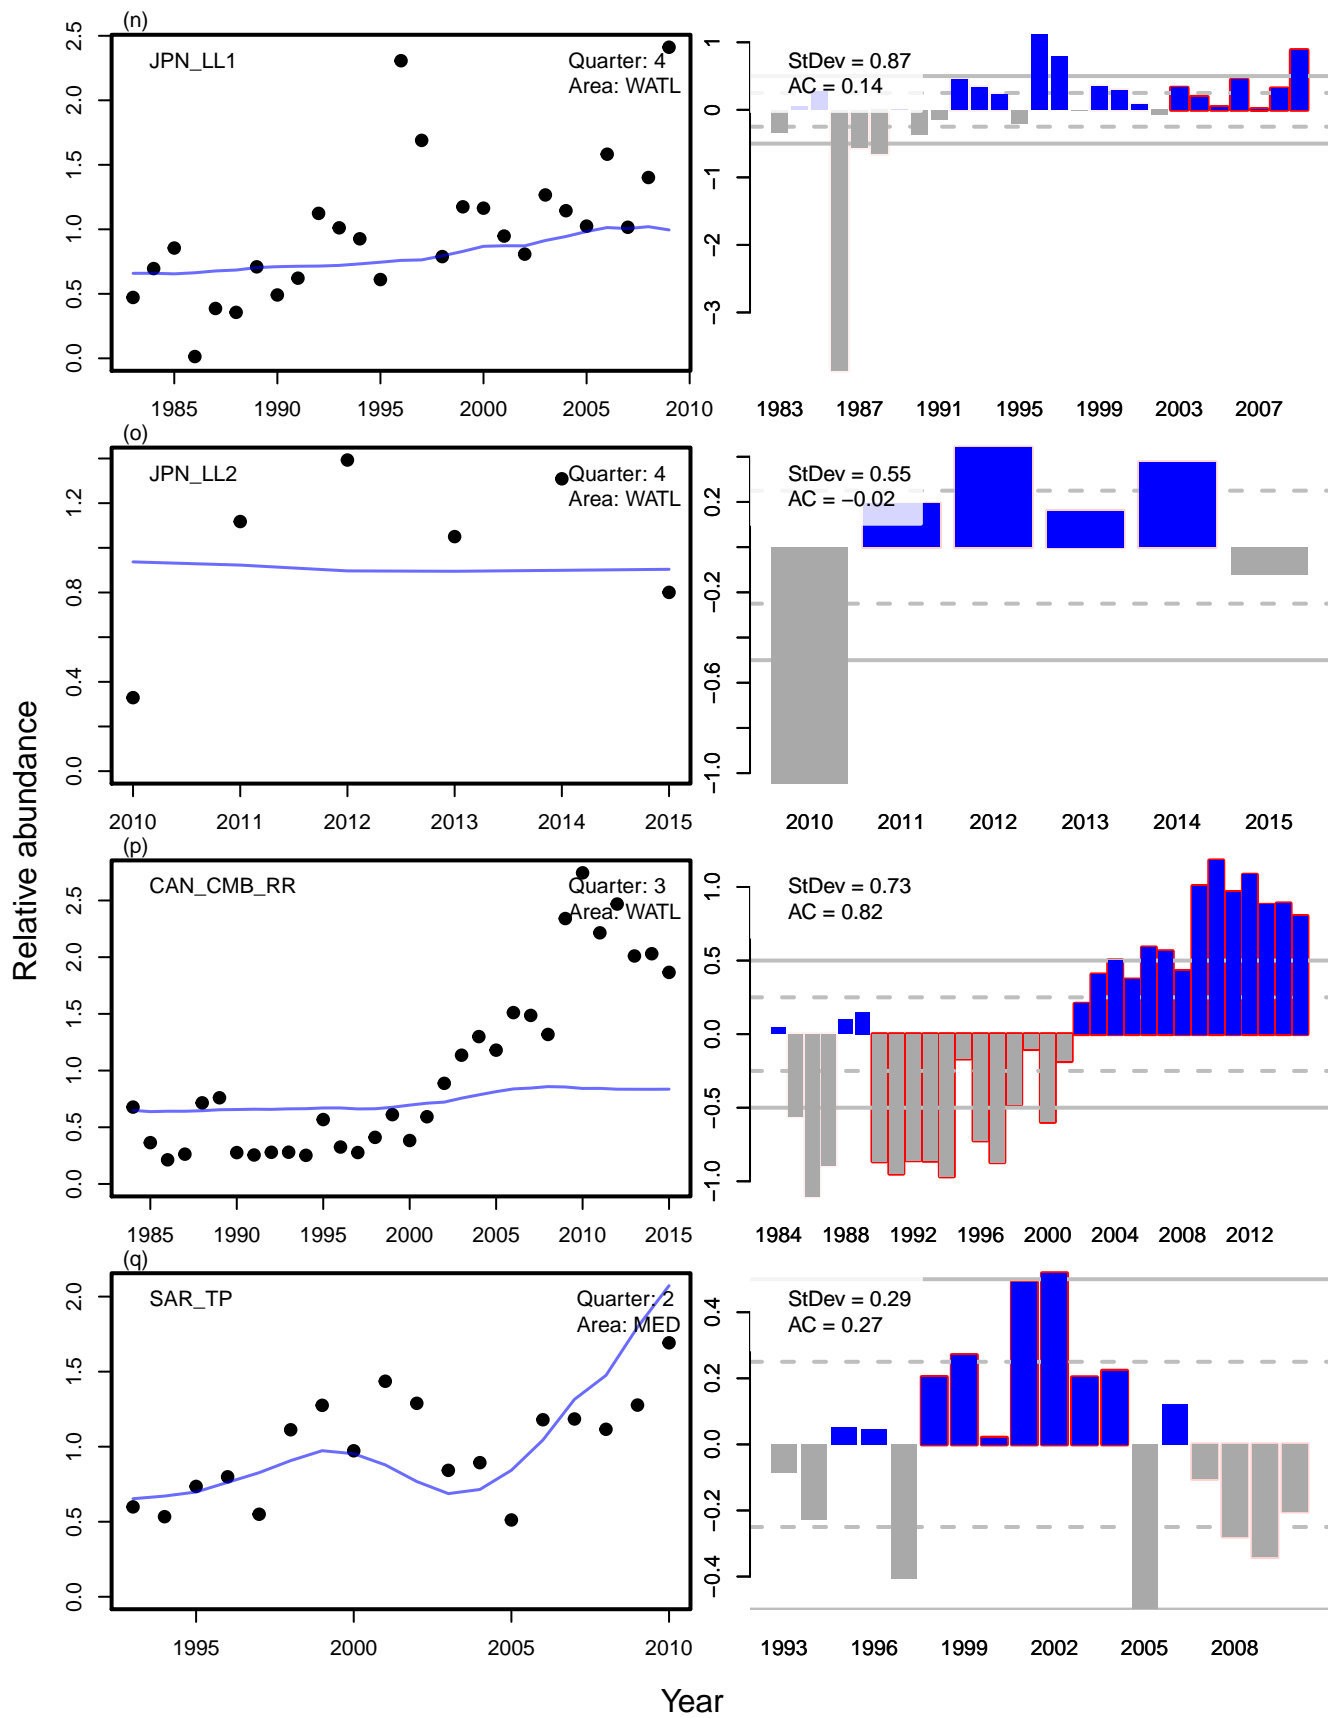 (n)
JPN_LL1
Quarter: 4
Area: WATL
0.0 0.5 1.0 1.5 2.0 2.5
1985 1990 1995 2000 2005 2010
StDev = 0.87
AC = 0.14
−3 −2 −1 0 1
1983 1987 1991 1995 1999 2003 2007
(o)
JPN_LL2
Quarter: 4
Area: WATL
0.0 0.4 0.8 1.2
2010 2011 2012 2013 2014 2015
StDev = 0.55
AC = −0.02
−1.0 −0.6 −0.2 0.2
2010 2011 2012 2013 2014 2015
(p)
CAN_CMB_RR
Quarter: 3
Area: WATL
0.0 0.5 1.0 1.5 2.0 2.5
1985 1990 1995 2000 2005 2010 2015
StDev = 0.73
AC = 0.82
−1.0 −0.5 0.0 0.5 1.0
1984 1988 1992 1996 2000 2004 2008 2012
(q)
SAR_TP
Quarter: 2
Area: MED
0.0 0.5 1.0 1.5 2.0
1995 2000 2005 2010
StDev = 0.29
AC = 0.27
−0.4 −0.2 0.0 0.2 0.4
1993 1996 1999 2002 2005 2008
Relative abundance
Year